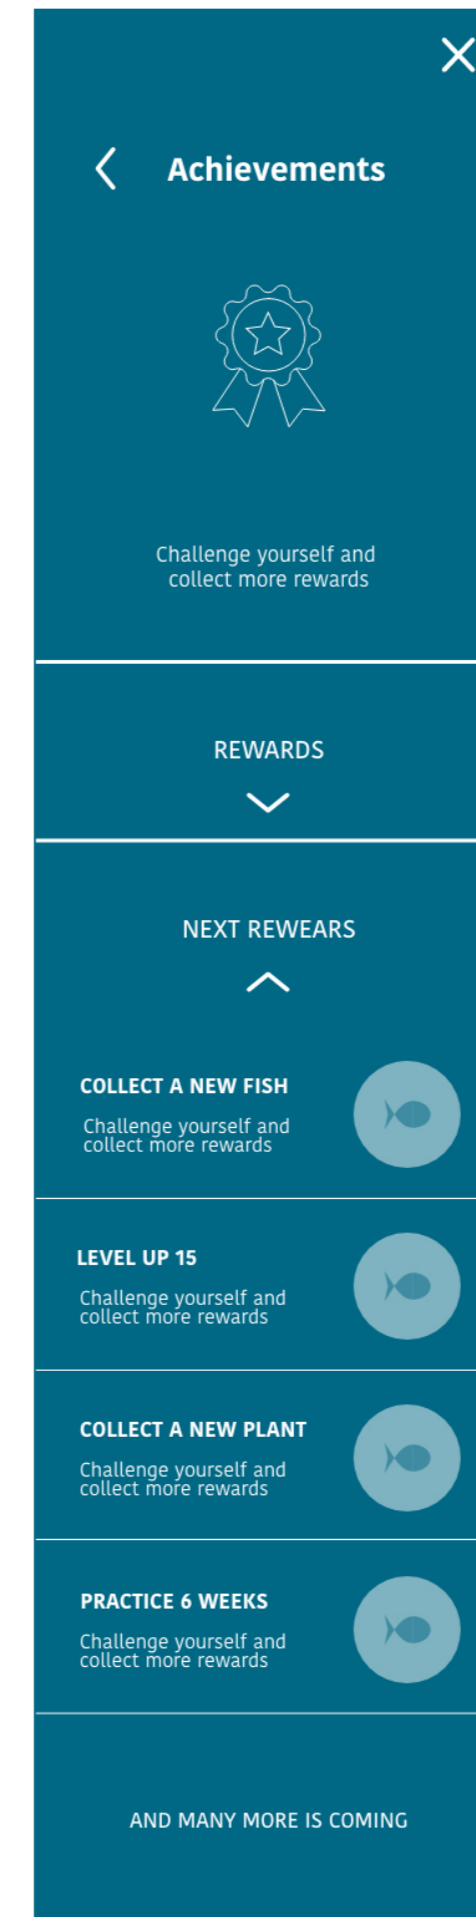 Achievements
Challenge yourself and
collect more rewards
REWARDS
NEXT REWEARS
COLLECT A NEW FISH
Challenge yourself and
collect more rewards
LEVEL UP 15
Challenge yourself and
collect more rewards
COLLECT A NEW PLANT
Challenge yourself and
collect more rewards
PRACTICE 6 WEEKS
Challenge yourself and
collect more rewards
AND MANY MORE IS COMING